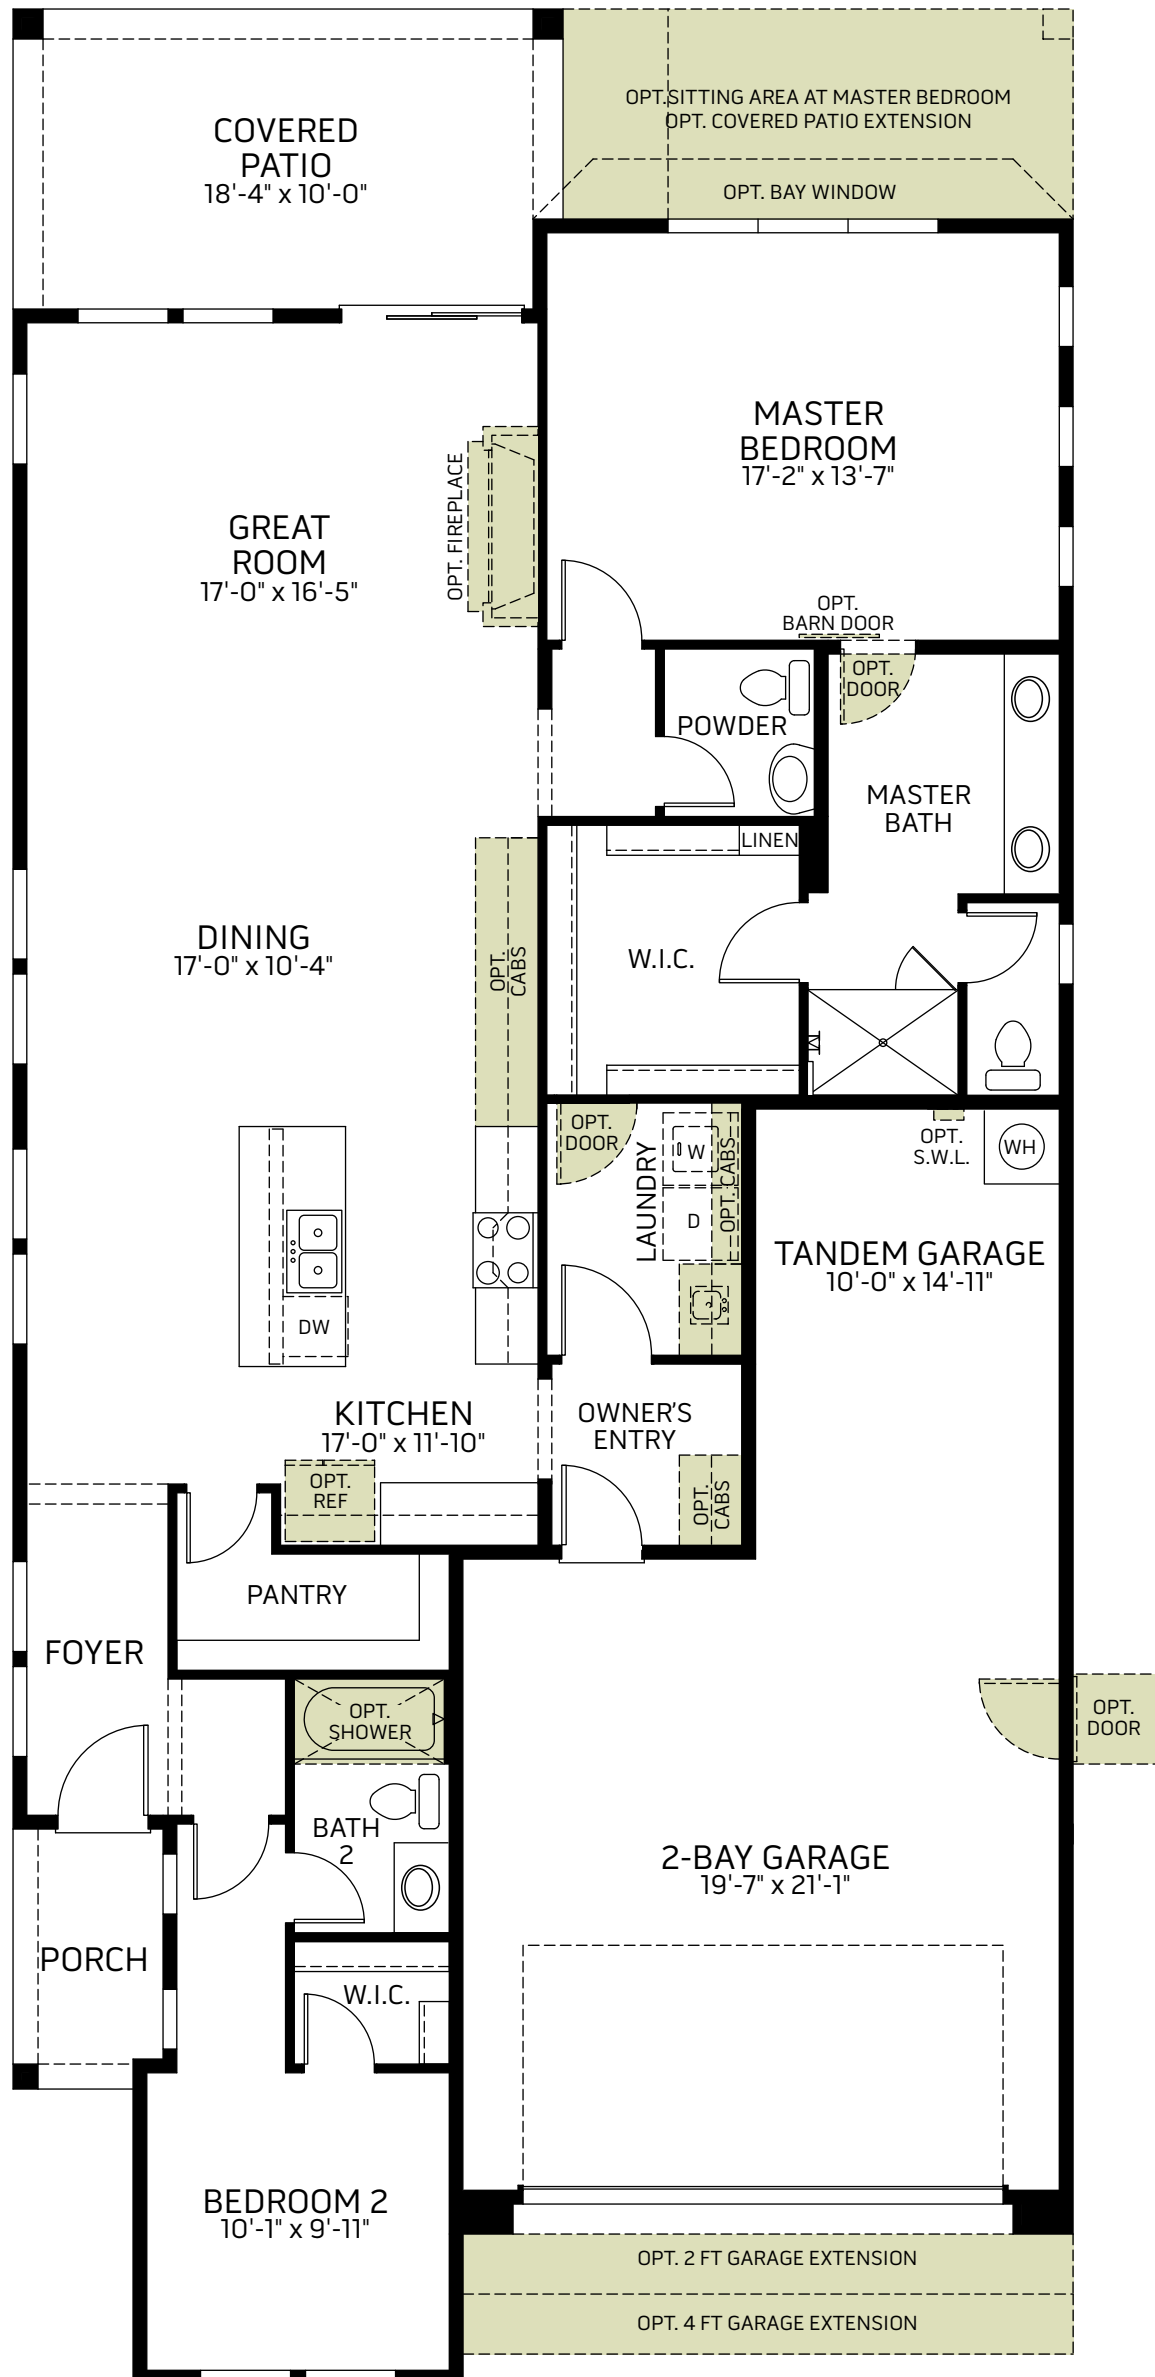 OPT.SITTING AREA AT MASTER BEDROOM
OPT. COVERED PATIO EXTENSION
COVERED
PATIO
18'-4" x 10'-0"
OPT. BAY WINDOW
MASTER
BEDROOM
17'-2" x 13'-7"
GREAT
ROOM
17'-0" x 16'-5"
OPT. FIREPLACE
OPT.
BARN DOOR
OPT.
DOOR
POWDER
MASTER
BATH
LINEN
DINING
17'-0" x 10'-4"
OPT.
CABS
W.I.C.
OPT.
DOOR
LAUNDRY
W
D
OPT. CABS
OPT.
S.W.L.
WH
TANDEM GARAGE
10'-0" x 14'-11"
DW
KITCHEN
17'-0" x 11'-10"
OWNER'S
ENTRY
OPT.
REF
OPT.
CABS
PANTRY
FOYER
OPT.
SHOWER
OPT.
DOOR
BATH
2
2-BAY GARAGE
19'-7" x 21'-1"
PORCH
W.I.C.
BEDROOM 2
10'-1" x 9'-11"
OPT. 2 FT GARAGE EXTENSION
OPT. 4 FT GARAGE EXTENSION